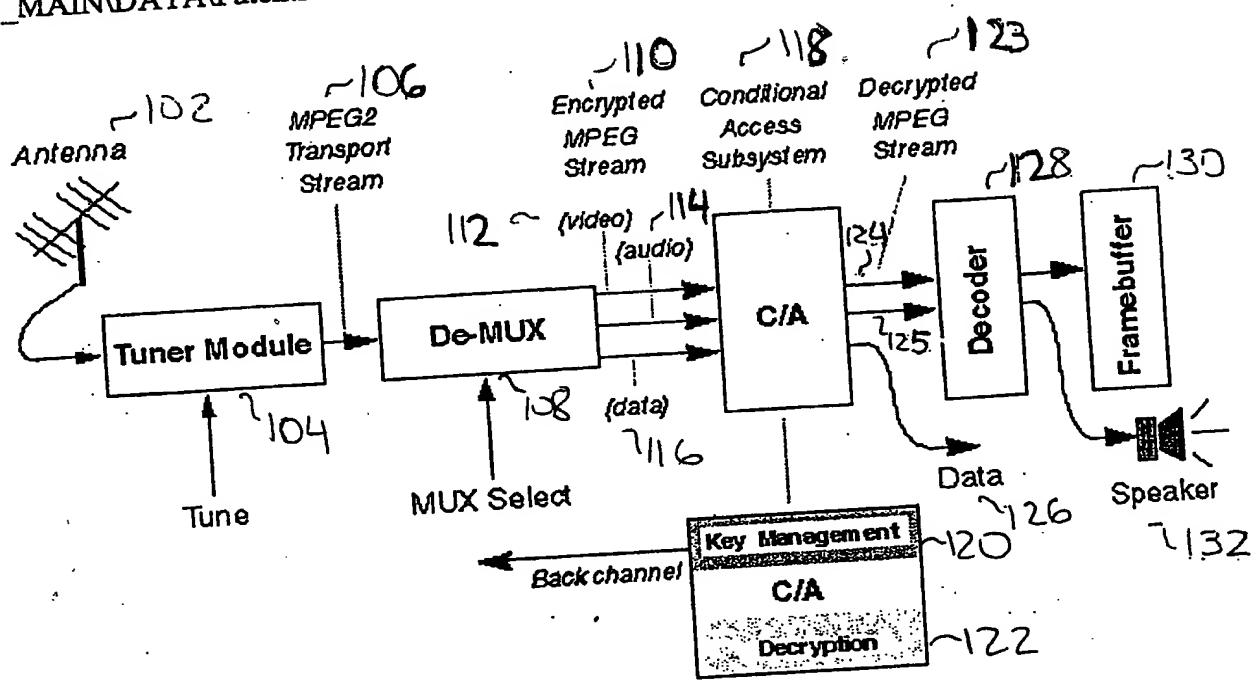 _MAIN\DATA\
102
Antenna
106
MPEG2
Transport
Stream
110
Encrypted
MPEG
Stream
118
Conditional
Access
Subsystem
123
Decrypted
MPEG
Stream
112
{video}
114
{audio}
124
125
128
130
Tuner Module
De-MUX
C/A
Decoder
Framebuffer
104
108
{data}
116
Tune
MUX Select
Data
126
Speaker
132
Back channel
Key Management
120
C/A
Decryption
122